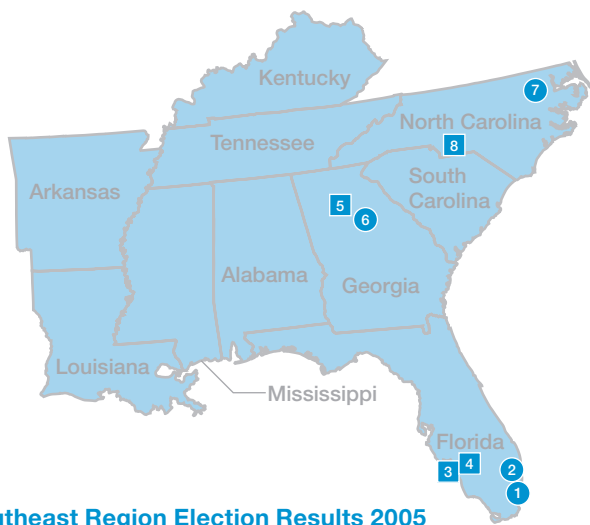 Kentucky
7
North Carolina
Tennessee
8
South
Carolina
Arkansas
5
6
Alabama
Georgia
Louisiana
Mississippi
Florida
3
4
2
1
theast Region Election Results 2005